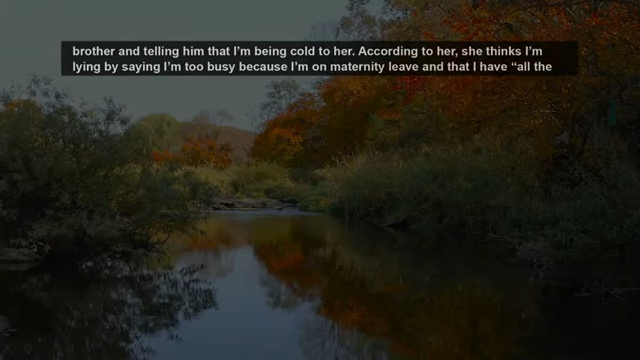 brother and telling him that I’m being cold to her. According to her, she thinks I’m
lying by saying I’m too busy because I’m on maternity leave and that I have “all the